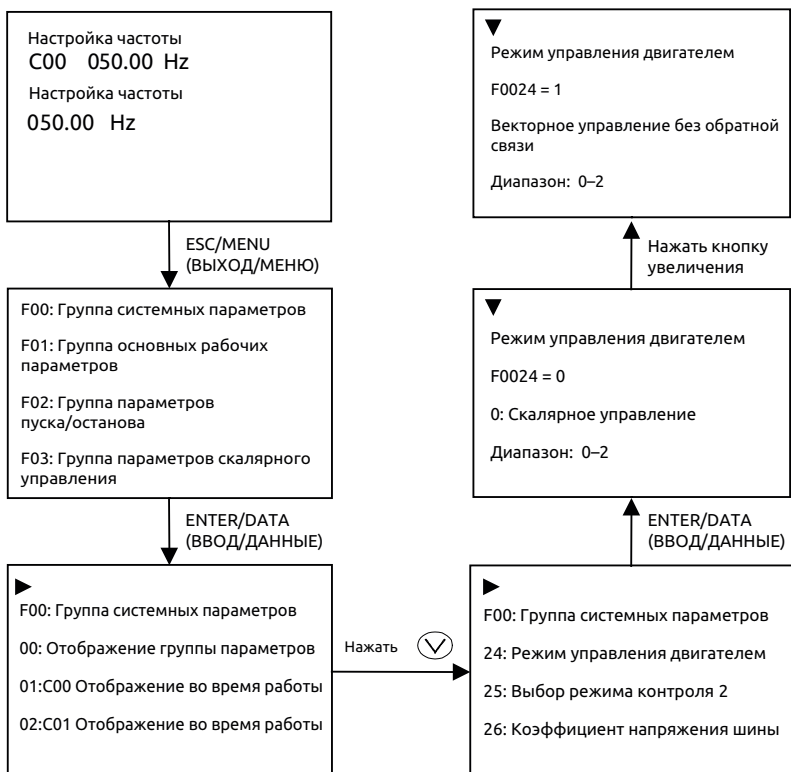 Настройка частоты
C00 050.00 Hz
Настройка частоты
050.00 Hz
ESC/MENU
(ВЫХОД/МЕНЮ)
F00: Группа системных параметров
F01: Группа основных рабочих
параметров
F02: Группа параметров
пуска/останова
F03: Группа параметров скалярного
управления
ENTER/DATA
(ВВОД/ДАННЫЕ)
F00: Группа системных параметров
00: Отображение группы параметров
01:C00 Отображение во время работы
02:C01 Отображение во время работы
Нажать
F00: Группа системных параметров
24: Режим управления двигателем
25: Выбор режима контроля 2
26: Коэффициент напряжения шины
ENTER/DATA
(ВВОД/ДАННЫЕ)
Режим управления двигателем
F0024 = 0
0: Скалярное управление
Диапазон: 0–2
Нажать кнопку
увеличения
Режим управления двигателем
F0024 = 1
Векторное управление без обратной
связи
Диапазон: 0–2